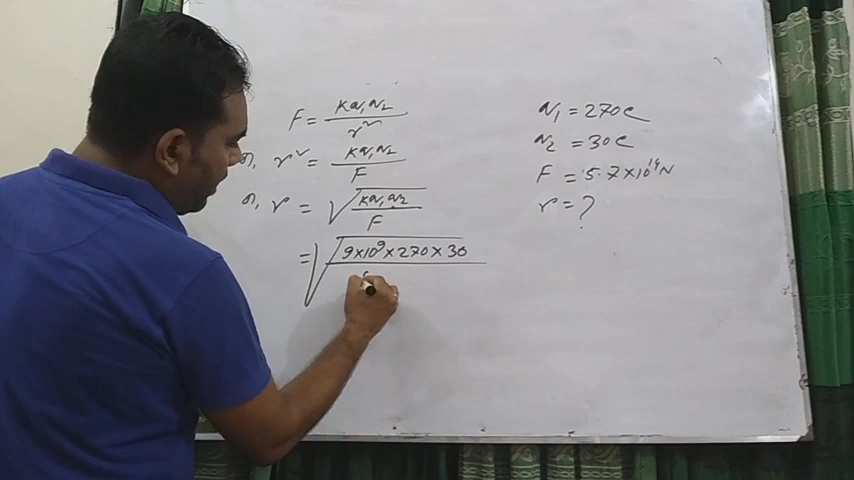 F = kq₁q₂ / r²
বা, r² = kq₁q₂ / F
বা, r = √(kq₁q₂ / F)
= √(9×10⁹×270×30
q₁ = 270C
q₂ = 30C
F = 5.7×10¹⁴N
r = ?